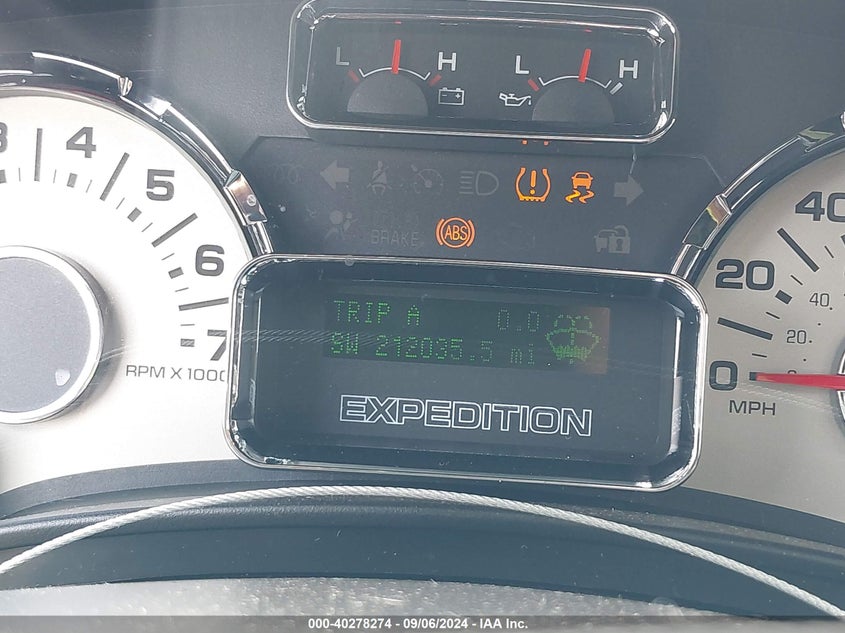 L H
L H
3 4 5 6 7
RPM X 1000
BRAKE
ABS
TRIP A 0.0
SW 212035.5 mi
EXPEDITION
40
20
0
40
20
MPH
000-40278274 - 09/06/2024 - IAA Inc.